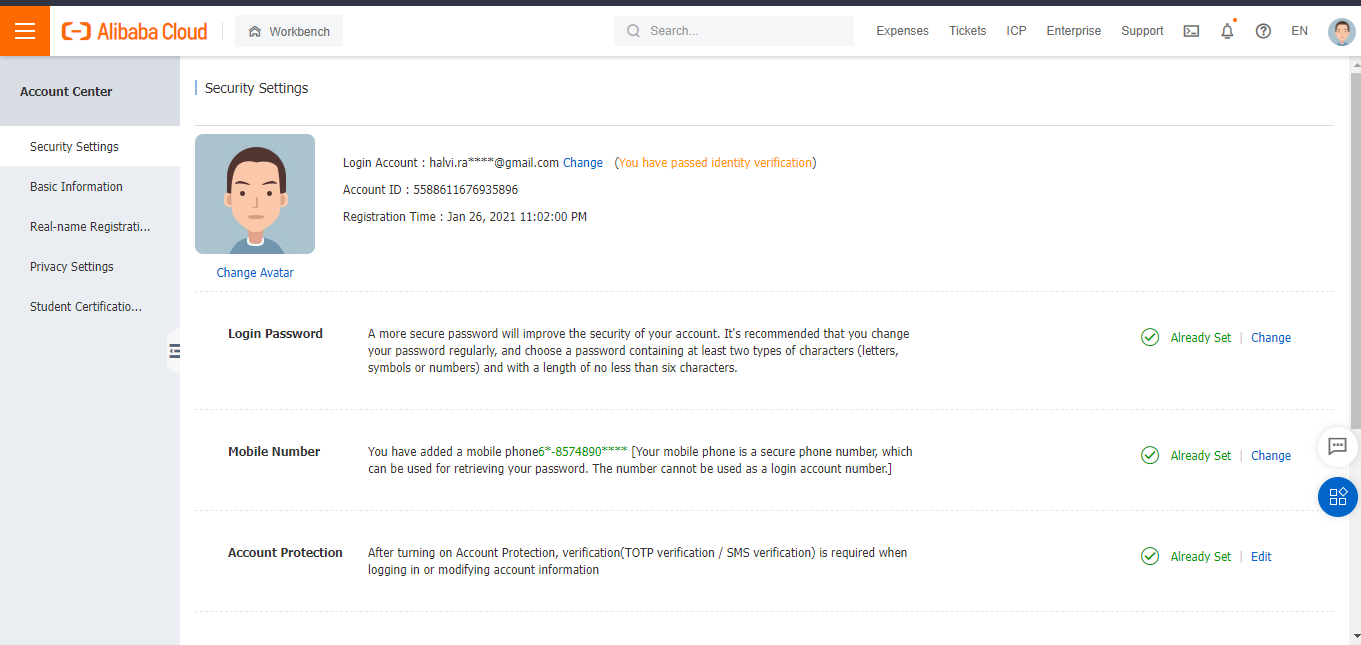 Alibaba Cloud
Workbench
Search...
Expenses
Tickets
ICP
Enterprise
Support
EN
Account Center
Security Settings
Basic Information
Real-name Registrati...
Privacy Settings
Student Certificatio...
Security Settings
Login Account : halvi.ra****@gmail.com Change (You have passed identity verification)
Account ID : 5588611676935896
Registration Time : Jan 26, 2021 11:02:00 PM
Change Avatar
Login Password
A more secure password will improve the security of your account. It's recommended that you change
your password regularly, and choose a password containing at least two types of characters (letters,
symbols or numbers) and with a length of no less than six characters.
Already Set | Change
Mobile Number
You have added a mobile phone6*-8574890**** [Your mobile phone is a secure phone number, which
can be used for retrieving your password. The number cannot be used as a login account number.]
Already Set | Change
Account Protection
After turning on Account Protection, verification(TOTP verification / SMS verification) is required when
logging in or modifying account information
Already Set | Edit